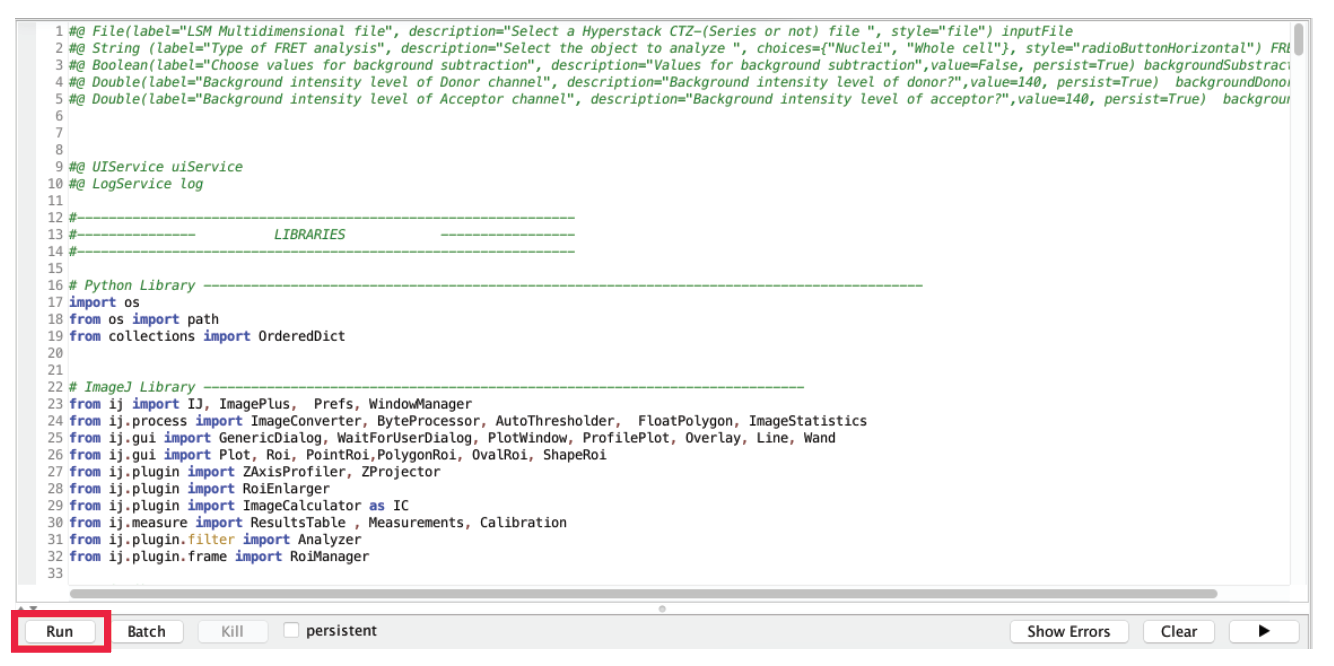 1 #@ File(label="LSM Multidimensional file", description="Select a Hyperstack CTZ-(Series or not) file ", style="file") inputFile
2 #@ String (label="Type of FRET analysis", description="Select the object to analyze ", choices={"Nuclei", "Whole cell"}, style="radioButtonHorizontal") FRE
3 #@ Boolean(label="Choose values for background subtraction", description="Values for background subtraction",value=False, persist=True) backgroundSubstract
4 #@ Double(label="Background intensity level of Donor channel", description="Background intensity level of donor?",value=140, persist=True)  backgroundDono
5 #@ Double(label="Background intensity level of Acceptor channel", description="Background intensity level of acceptor?",value=140, persist=True)  backgrou
6
7
8
9 #@ UIService uiService
10 #@ LogService log
11
12 #---------------------------------------------------------------
13 #---------------          LIBRARIES            -----------------
14 #---------------------------------------------------------------
15
16 # Python Library -------------------------------------------------------------------------------------------
17 import os
18 from os import path
19 from collections import OrderedDict
20
21
22 # ImageJ Library ----------------------------------------------------------------------------
23 from ij import IJ, ImagePlus,  Prefs, WindowManager
24 from ij.process import ImageConverter, ByteProcessor, AutoThresholder,  FloatPolygon, ImageStatistics
25 from ij.gui import GenericDialog, WaitForUserDialog, PlotWindow, ProfilePlot, Overlay, Line, Wand
26 from ij.gui import Plot, Roi, PointRoi,PolygonRoi, OvalRoi, ShapeRoi
27 from ij.plugin import ZAxisProfiler, ZProjector
28 from ij.plugin import RoiEnlarger
29 from ij.plugin import ImageCalculator as IC
30 from ij.measure import ResultsTable , Measurements, Calibration
31 from ij.plugin.filter import Analyzer
32 from ij.plugin.frame import RoiManager
33
Run Batch Kill persistent Show Errors Clear